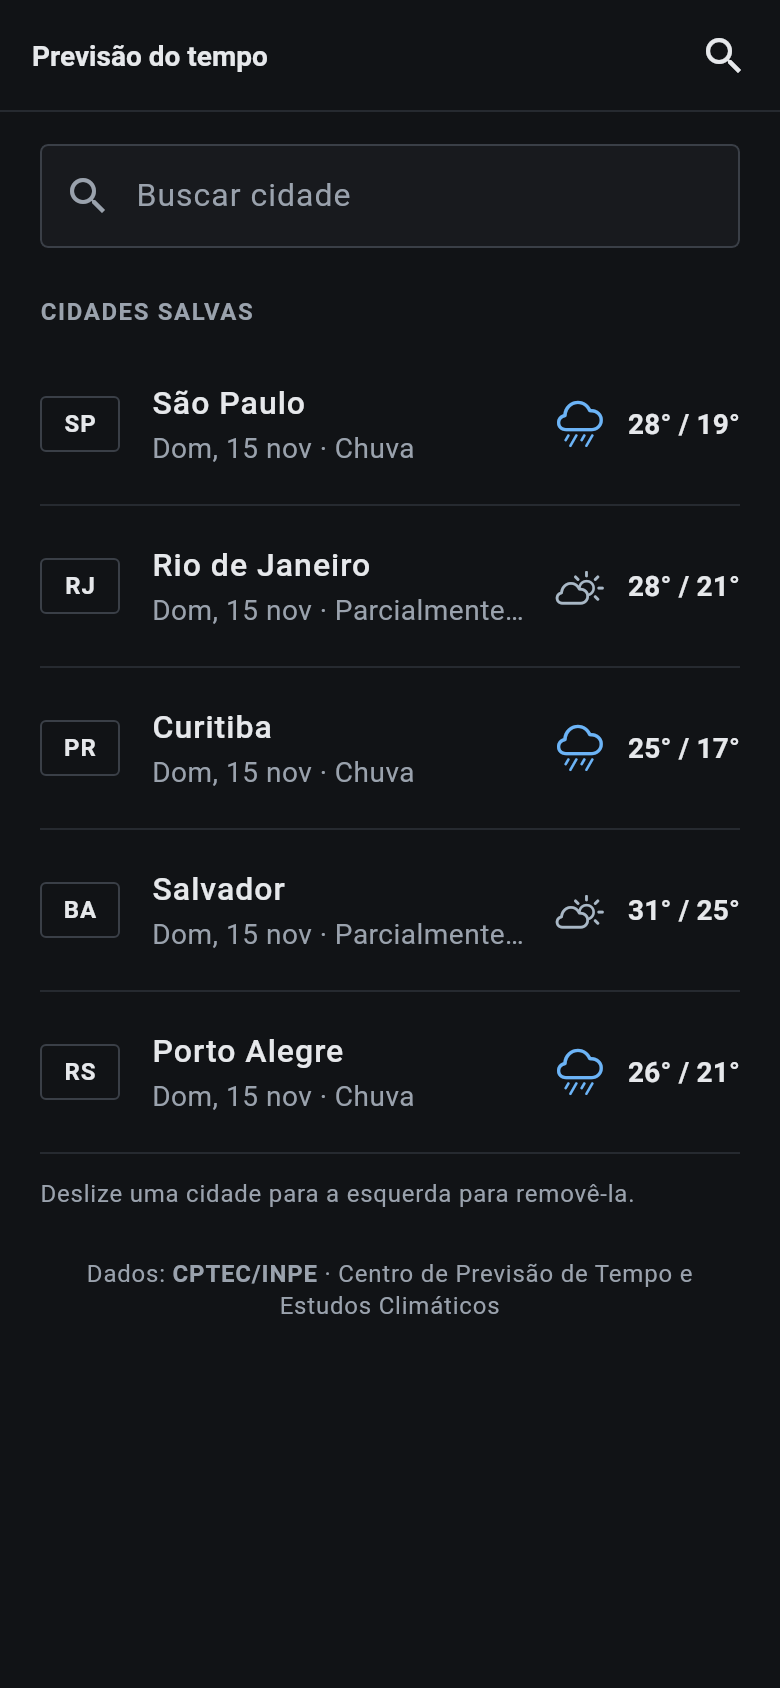 Previsão do tempo
Buscar cidade
CIDADES SALVAS
SP
São Paulo
Dom, 15 nov · Chuva
28° / 19°
RJ
Rio de Janeiro
Dom, 15 nov · Parcialmente…
28° / 21°
PR
Curitiba
Dom, 15 nov · Chuva
25° / 17°
BA
Salvador
Dom, 15 nov · Parcialmente…
31° / 25°
RS
Porto Alegre
Dom, 15 nov · Chuva
26° / 21°
Deslize uma cidade para a esquerda para removê-la.
Dados: CPTEC/INPE · Centro de Previsão de Tempo e
Estudos Climáticos